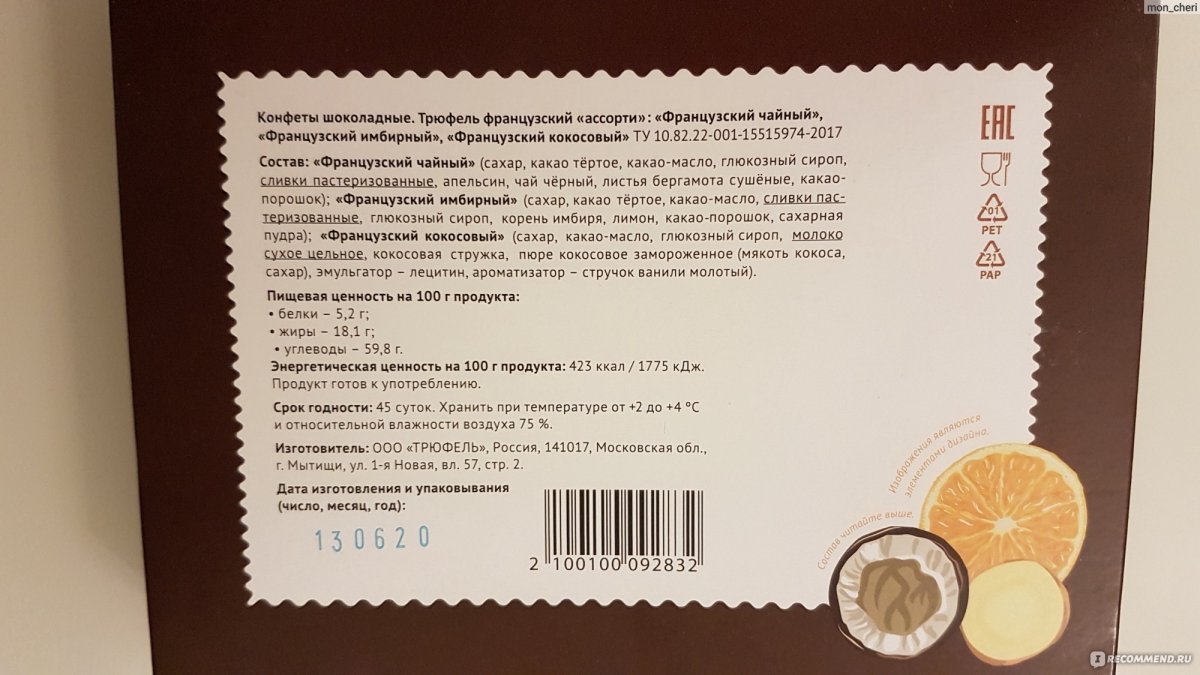 mon_cheri
Конфеты шоколадные. Трюфель французский «ассорти»: «Французский чайный»,
«Французский имбирный», «Французский кокосовый» ТУ 10.82.22-001-15515974-2017
Состав: «Французский чайный» (сахар, какао тёртое, какао-масло, глюкозный сироп,
сливки пастеризованные, апельсин, чай чёрный, листья бергамота сушёные, какао-
порошок); «Французский имбирный» (сахар, какао тёртое, какао-масло, сливки пас-
теризованные, глюкозный сироп, корень имбиря, лимон, какао-порошок, сахарная
пудра); «Французский кокосовый» (сахар, какао-масло, глюкозный сироп, молоко
сухое цельное, кокосовая стружка, пюре кокосовое замороженное (мякоть кокоса,
сахар), эмульгатор – лецитин, ароматизатор – стручок ванили молотый).
Пищевая ценность на 100 г продукта:
• белки – 5,2 г;
• жиры – 18,1 г;
• углеводы – 59,8 г.
Энергетическая ценность на 100 г продукта: 423 ккал / 1775 кДж.
Продукт готов к употреблению.
Срок годности: 45 суток. Хранить при температуре от +2 до +4 °С
и относительной влажности воздуха 75 %.
Изготовитель: ООО «ТРЮФЕЛЬ», Россия, 141017, Московская обл.,
г. Мытищи, ул. 1-я Новая, вл. 57, стр. 2.
Дата изготовления и упаковывания
(число, месяц, год):
130620
2 100100 092832
EAC
01
PET
21
PAP
Изображения являются
элементами дизайна.
Состав читайте выше.
RECOMMEND.RU